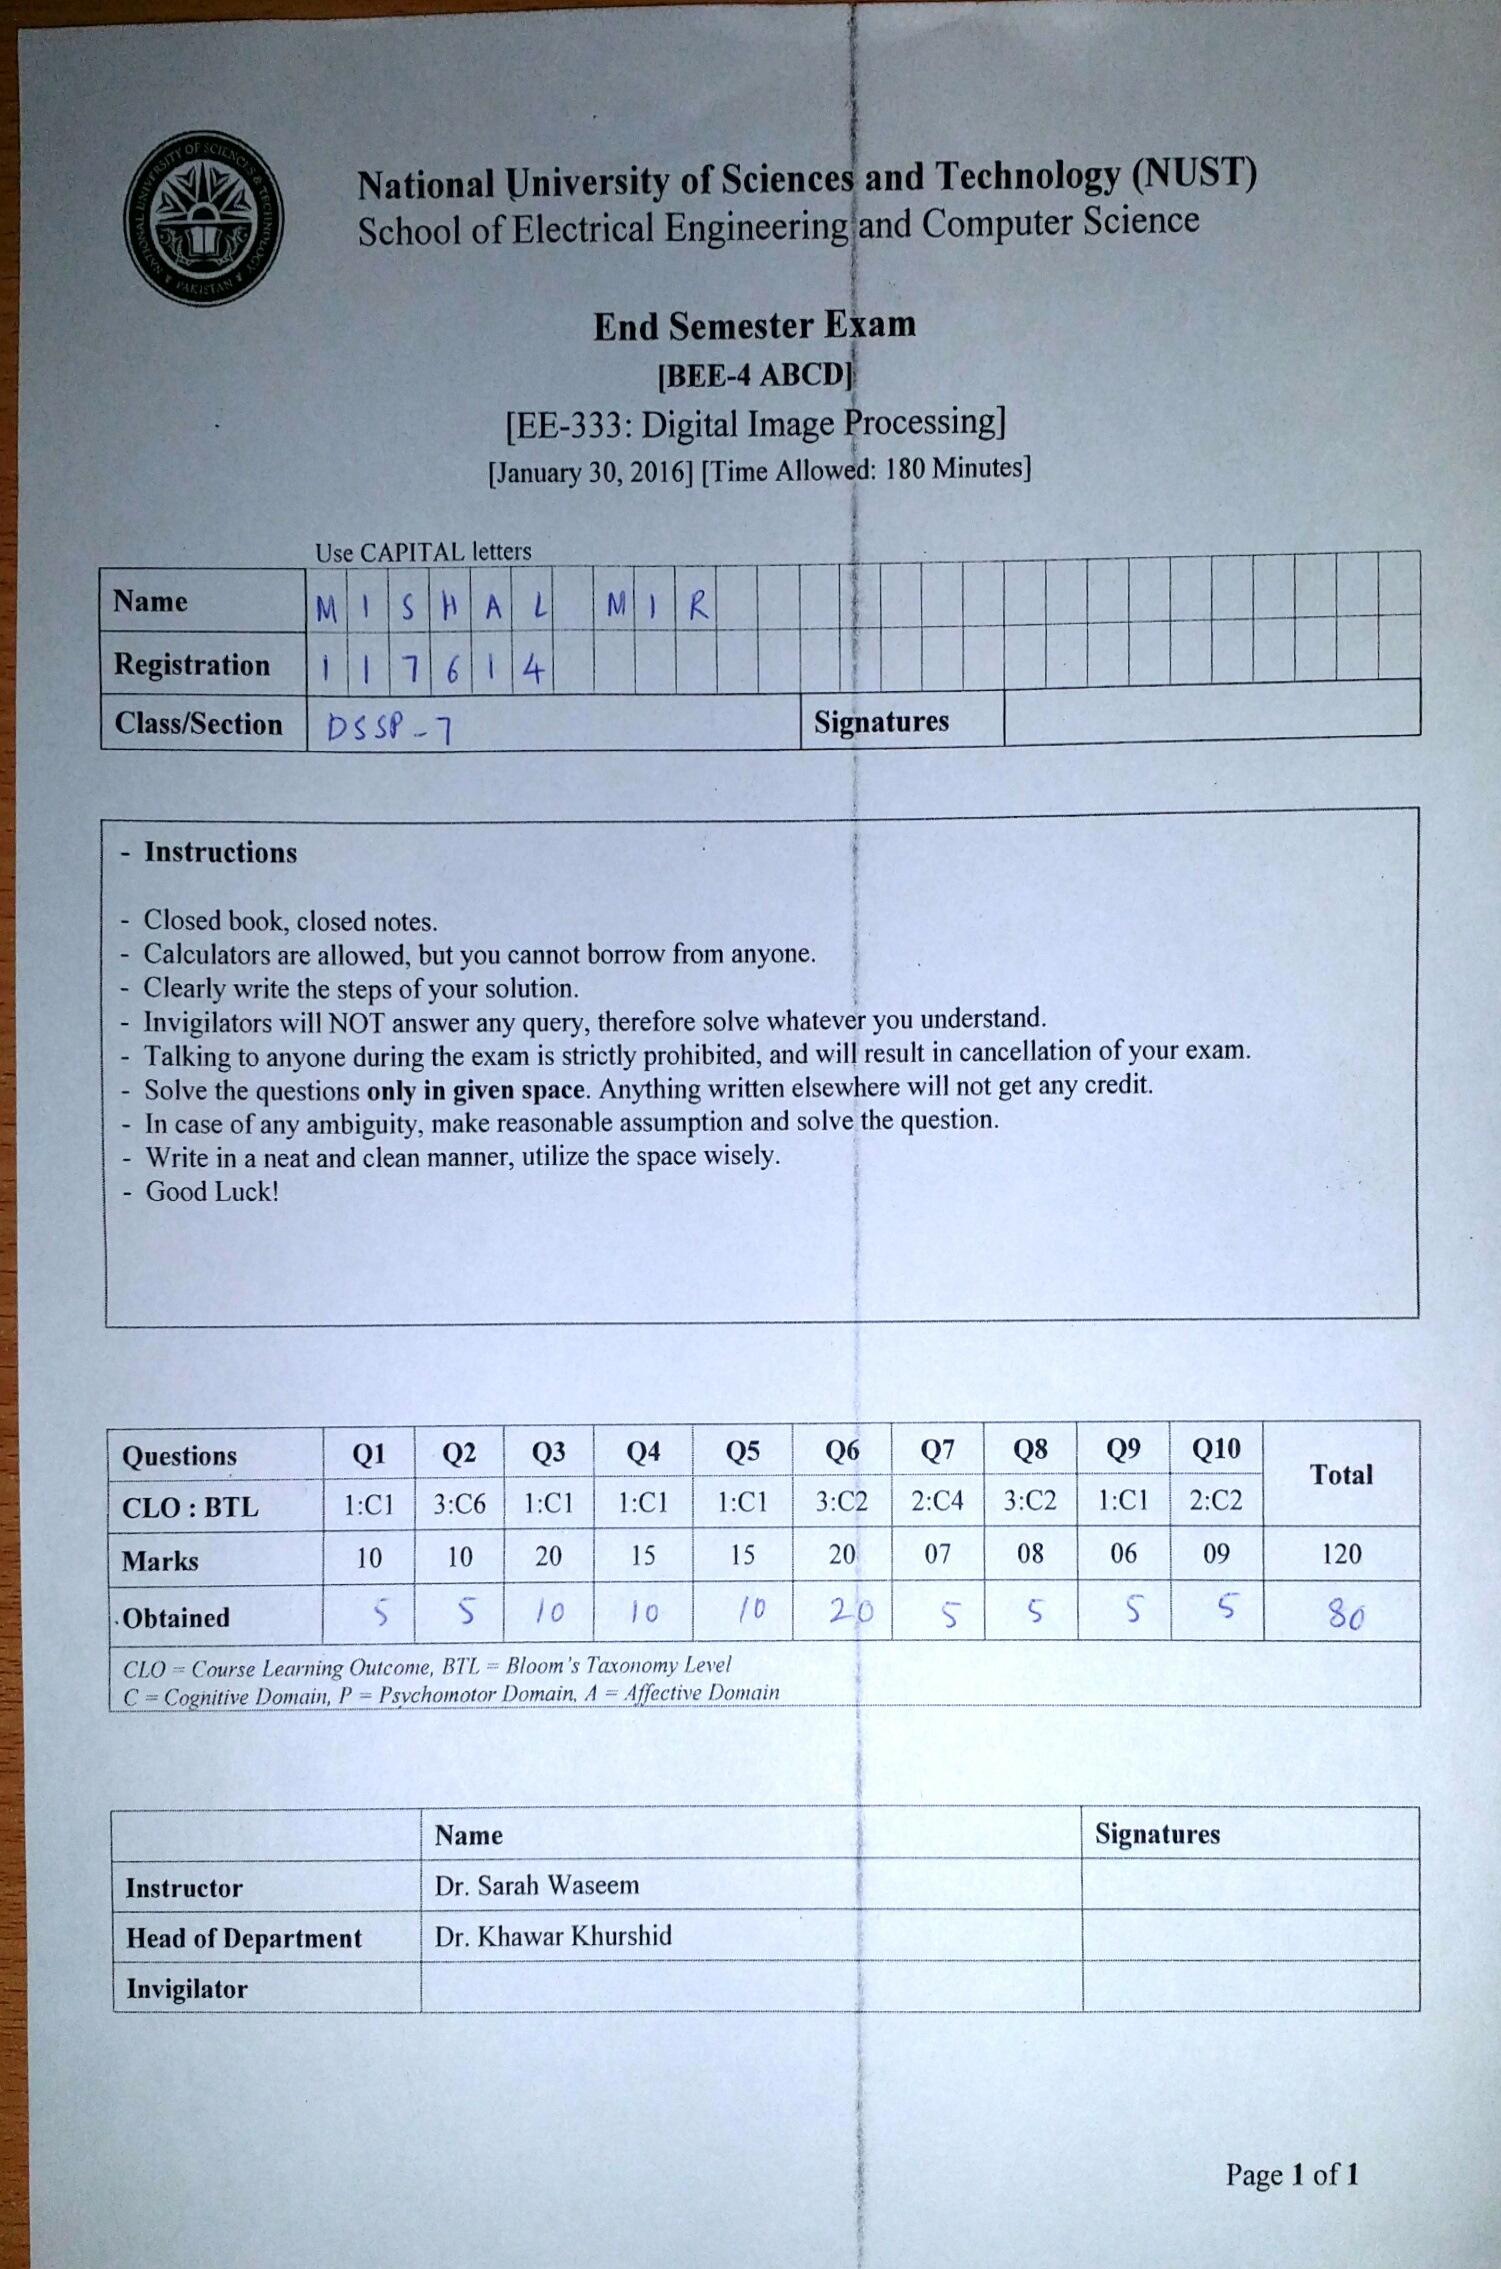 NATIONAL UNIVERSITY OF SCIENCES & TECHNOLOGY
PAKISTAN
National University of Sciences and Technology (NUST)
School of Electrical Engineering and Computer Science
End Semester Exam
[BEE-4 ABCD]
[EE-333: Digital Image Processing]
[January 30, 2016] [Time Allowed: 180 Minutes]
Use CAPITAL letters
Name MISHAL MIR
Registration 117614
Class/Section DSSP-7 Signatures
- Instructions
- Closed book, closed notes.
- Calculators are allowed, but you cannot borrow from anyone.
- Clearly write the steps of your solution.
- Invigilators will NOT answer any query, therefore solve whatever you understand.
- Talking to anyone during the exam is strictly prohibited, and will result in cancellation of your exam.
- Solve the questions only in given space. Anything written elsewhere will not get any credit.
- In case of any ambiguity, make reasonable assumption and solve the question.
- Write in a neat and clean manner, utilize the space wisely.
- Good Luck!
Questions Q1 Q2 Q3 Q4 Q5 Q6 Q7 Q8 Q9 Q10 Total
CLO : BTL 1:C1 3:C6 1:C1 1:C1 1:C1 3:C2 2:C4 3:C2 1:C1 2:C2
Marks 10 10 20 15 15 20 07 08 06 09 120
Obtained 5 5 10 10 10 20 5 5 5 5 80
CLO = Course Learning Outcome, BTL = Bloom's Taxonomy Level
C = Cognitive Domain, P = Psychomotor Domain, A = Affective Domain
Name Signatures
Instructor Dr. Sarah Waseem
Head of Department Dr. Khawar Khurshid
Invigilator
Page 1 of 1